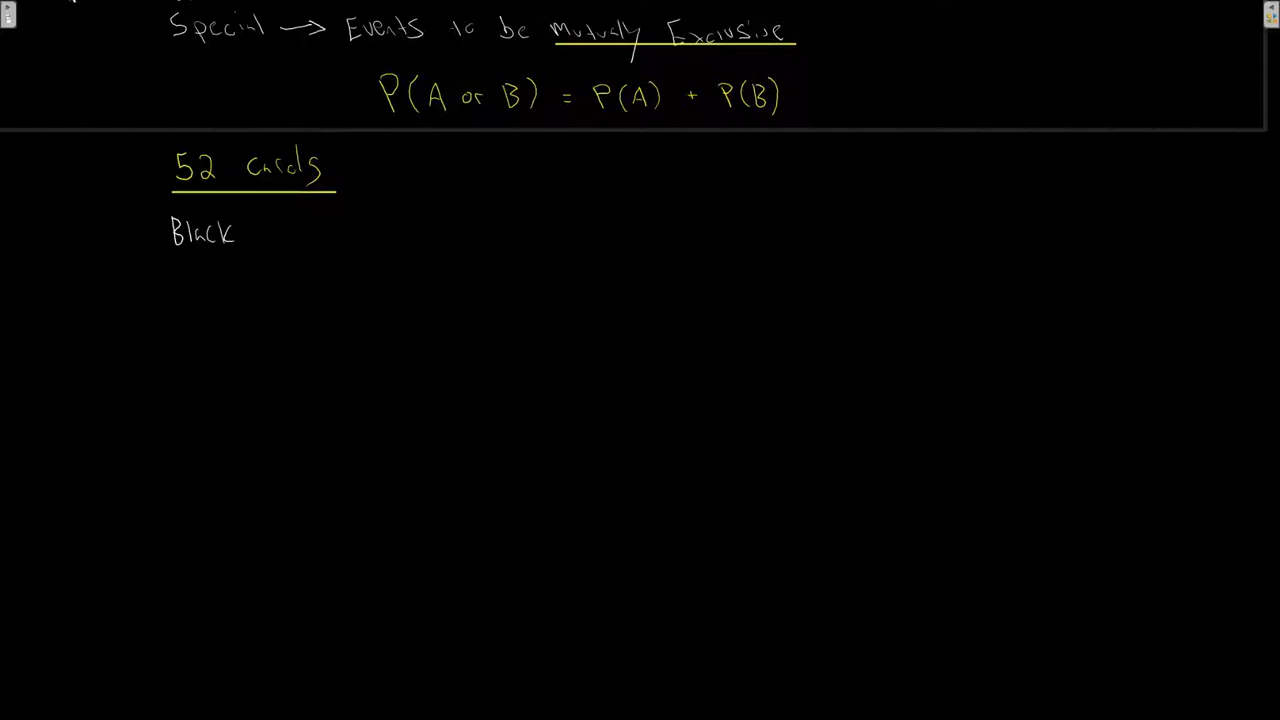 Special → Events to be Mutually Exclusive
P(A or B) = P(A) + P(B)
52 cards
Black